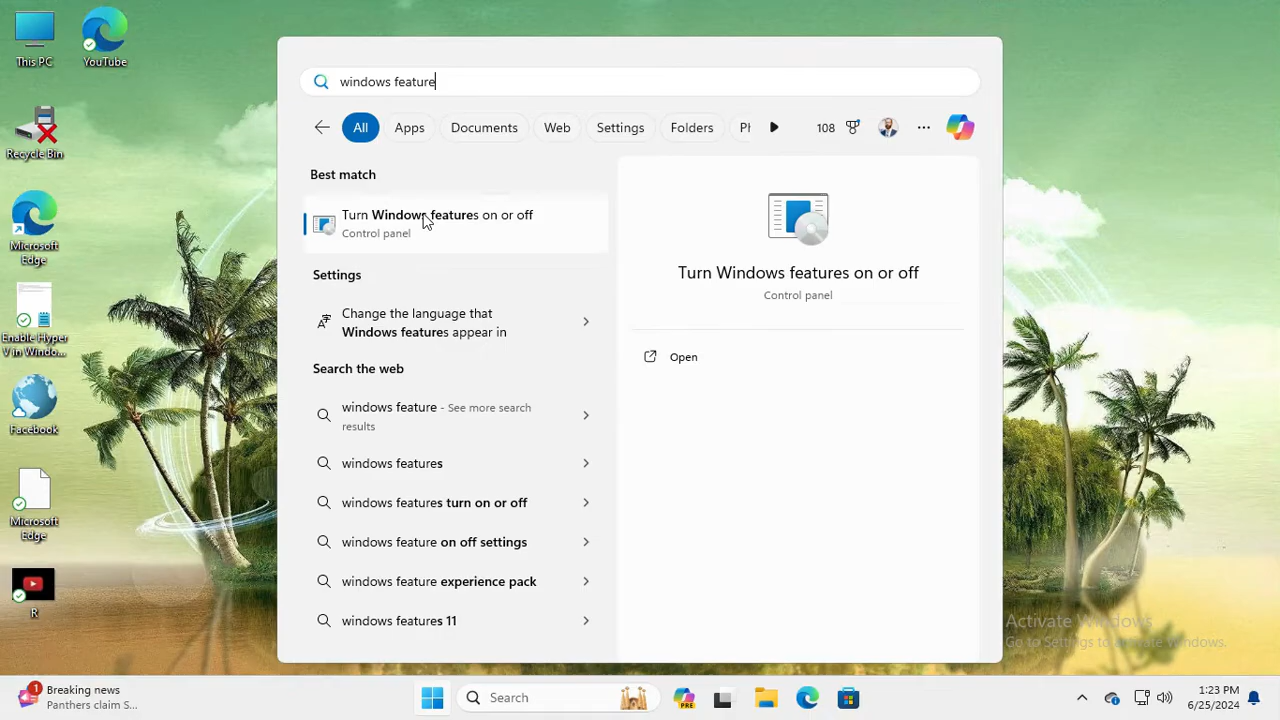 This PC
YouTube
Recycle Bin
Microsoft
Edge
Enable Hyper
V in Windo...
Facebook
Microsoft
Edge
R
windows feature
All
Apps
Documents
Web
Settings
Folders
Ph
108
Best match
Turn Windows features on or off
Control panel
Settings
Change the language that
Windows features appear in
Search the web
windows feature - See more search
results
windows features
windows features turn on or off
windows feature on off settings
windows feature experience pack
windows features 11
Turn Windows features on or off
Control panel
Open
Activate Windows
Go to Settings to activate Windows.
1
Breaking news
Panthers claim S...
Search
PRE
1:23 PM
6/25/2024